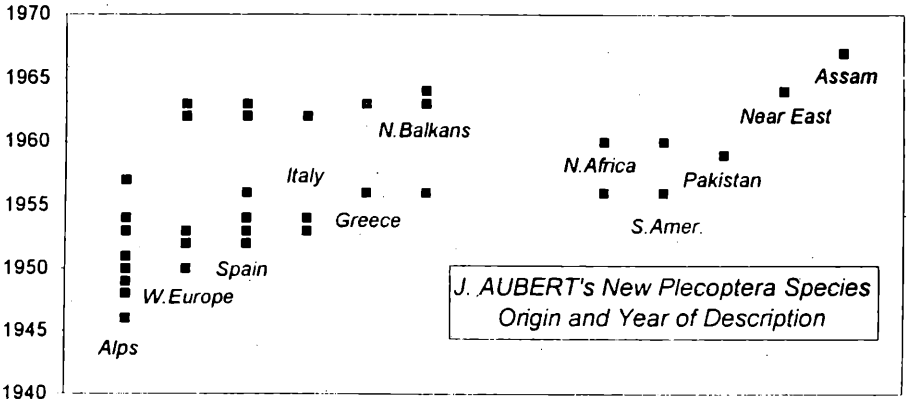 1970
1965
1960
1955
1950
1945
1940
Assam
Near East
N.Balkans
N.Africa
Pakistan
Italy
Greece
S.Amer.
Spain
W.Europe
Alps
J. AUBERT's New Plecoptera Species
Origin and Year of Description